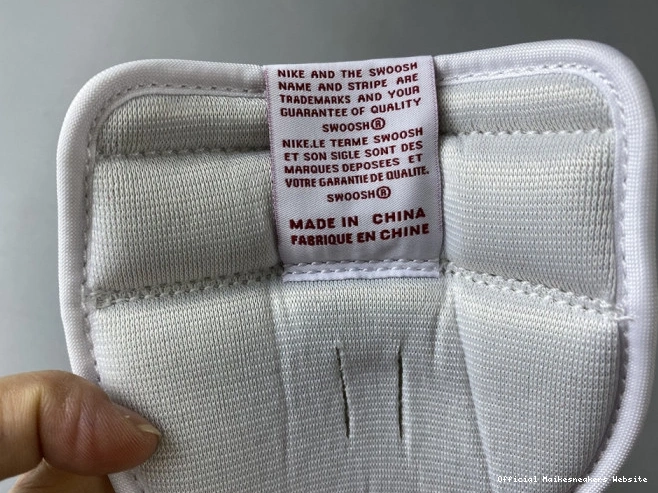 NIKE AND THE SWOOSH
NAME AND STRIPE ARE
TRADEMARKS AND YOUR
GUARANTEE OF QUALITY
SWOOSH®
NIKE.LE TERME SWOOSH
ET SON SIGLE SONT DES
MARQUES DEPOSEES ET
VOTRE GARANTIE DE QUALITE.
SWOOSH®
MADE IN CHINA
FABRIQUE EN CHINE
Official Maikesneakers Website